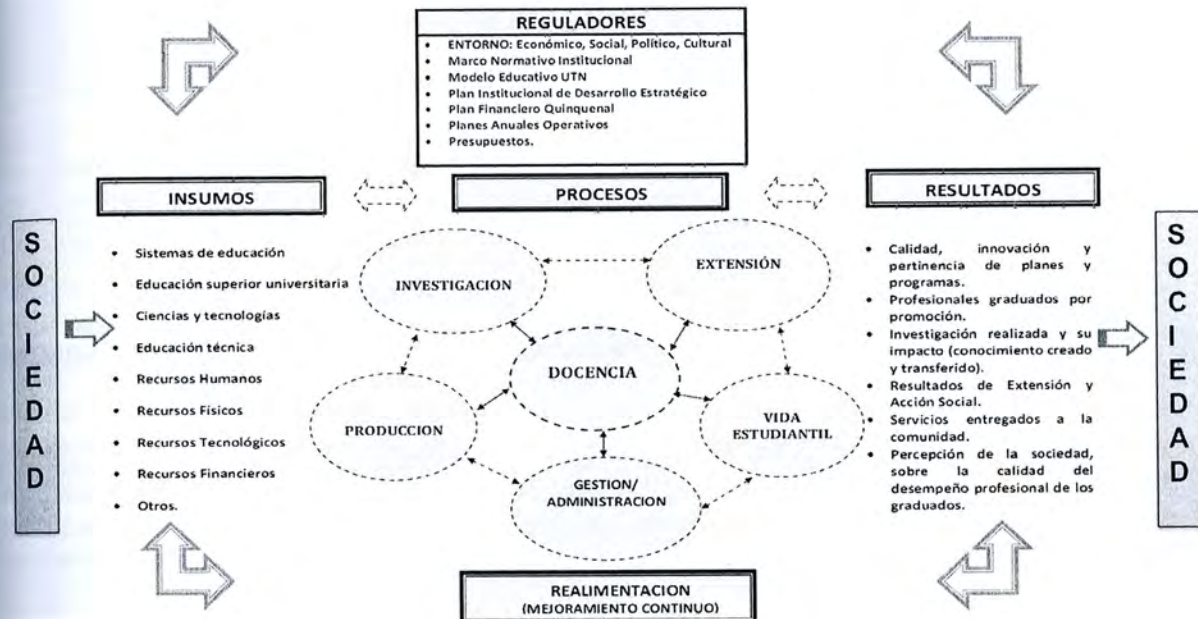 REGULADORES
• ENTORNO: Económico, Social, Político, Cultural
• Marco Normativo Institucional
• Modelo Educativo UTN
• Plan Institucional de Desarrollo Estratégico
• Plan Financiero Quinquenal
• Planes Anuales Operativos
• Presupuestos.
SOCIEDAD
INSUMOS
• Sistemas de educación
• Educación superior universitaria
• Ciencias y tecnologías
• Educación técnica
• Recursos Humanos
• Recursos Físicos
• Recursos Tecnológicos
• Recursos Financieros
• Otros.
PROCESOS
INVESTIGACION
EXTENSIÓN
DOCENCIA
PRODUCCION
VIDA
ESTUDIANTIL
GESTION/
ADMINISTRACION
RESULTADOS
• Calidad, innovación y
pertinencia de planes y
programas.
• Profesionales graduados por
promoción.
• Investigación realizada y su
impacto (conocimiento creado
y transferido).
• Resultados de Extensión y
Acción Social.
• Servicios entregados a la
comunidad.
• Percepción de la sociedad,
sobre la calidad del
desempeño profesional de los
graduados.
SOCIEDAD
REALIMENTACION
(MEJORAMIENTO CONTINUO)